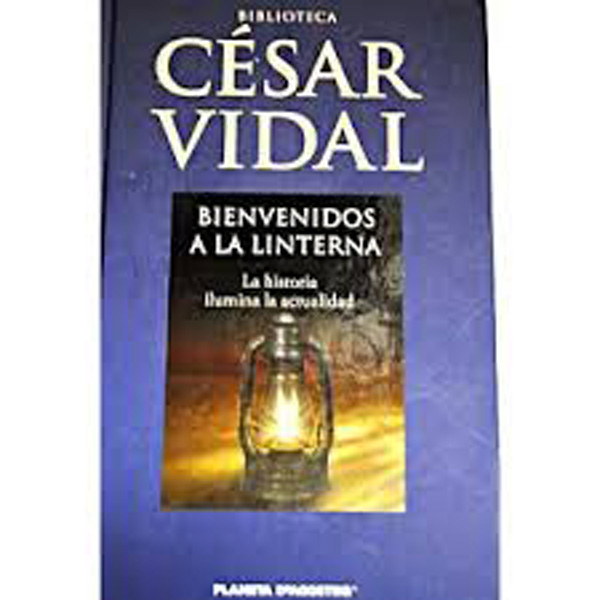 BIBLIOTECA
CÉSAR
VIDAL
BIENVENIDOS
A LA LINTERNA
La historia
ilumina la actualidad
PLANETA DEAGOSTINI